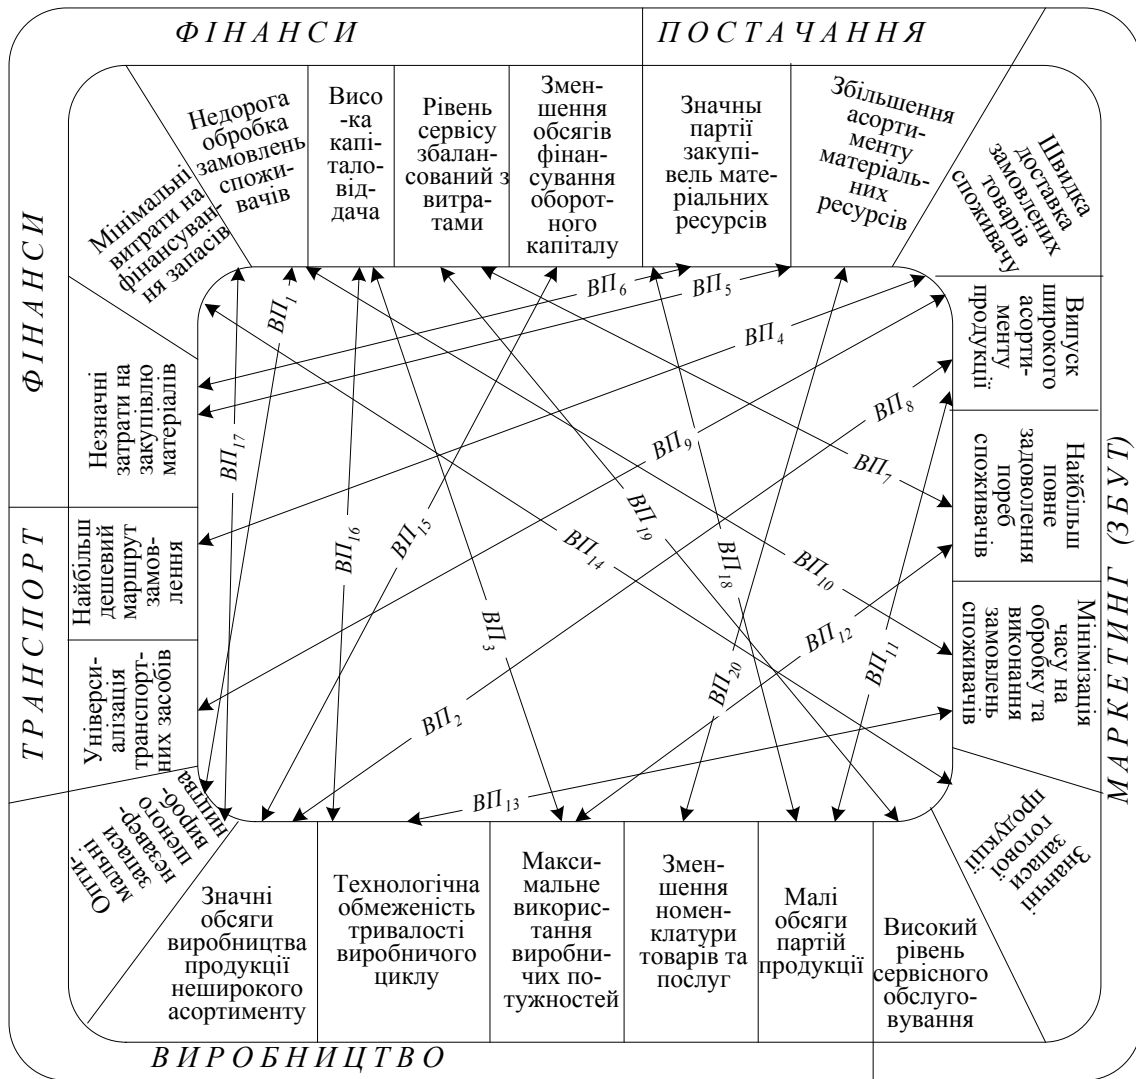 ФІНАНСИ
ПОСТАЧАННЯ
Мінімальні
витрати на
фінансуван-
ня запасів
Недорога
обробка
замовлень
спожи-
вачів
Висо
-ка
капі-
тало-
від-
дача
Рівень
сервісу
збалан-
сований з
витра-
тами
Змен-
шення
обсягів
фінан-
сування
оборот-
ного
капіталу
Значны
партії
закупі-
вель мате-
ріальних
ресурсів
Збільшення
асорти-
менту
матеріаль-
них
ресурсів
Швидка
доставка
замовлених
товарів
споживачу
ФІНАНСИ
Незначні
затрати на
закупівлю
матеріалів
ТРАНСПОРТ
Найбільш
дешевий
маршрут
замов-
лення
Універси-
алізація
транспорт-
них засобів
Випуск
широкого
асорти-
менту
продукції
Найбільш
повне
задоволення
пореб
споживачів
Мінімізація
часу на
обробку та
виконання
замовлень
споживачів
МАРКЕТИНГ (ЗБУТ)
ВП1
ВП6
ВП5
ВП4
ВП8
ВП9
ВП17
ВП7
ВП16
ВП15
ВП14
ВП19
ВП18
ВП10
ВП3
ВП12
ВП11
ВП20
ВП2
ВП13
Опти-
мальні
запаси
незавер-
шеного
вироб-
ництва
Значні
обсяги
виробництва
продукції
неширокого
асортименту
Технологічна
обмеженість
тривалості
виробничого
циклу
Макси-
мальне
викорис-
тання
виробни-
чих по-
тужностей
Змен-
шення
номен-
клатури
товарів та
послуг
Малі
обсяги
партій
продукції
Високий
рівень
сервісного
обслуго-
вування
Знанчні
запаси
готової
продукції
ВИРОБНИЦТВО